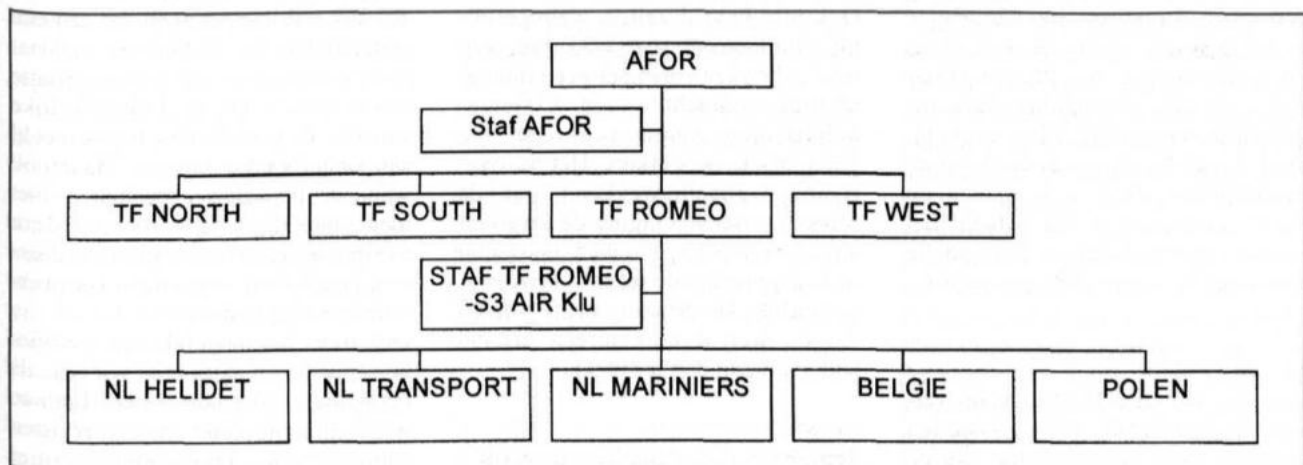 AFOR
Staf AFOR
TF NORTH
TF SOUTH
TF ROMEO
TF WEST
STAF TF ROMEO
-S3 AIR Klu
NL HELIDET
NL TRANSPORT
NL MARINIERS
BELGIE
POLEN